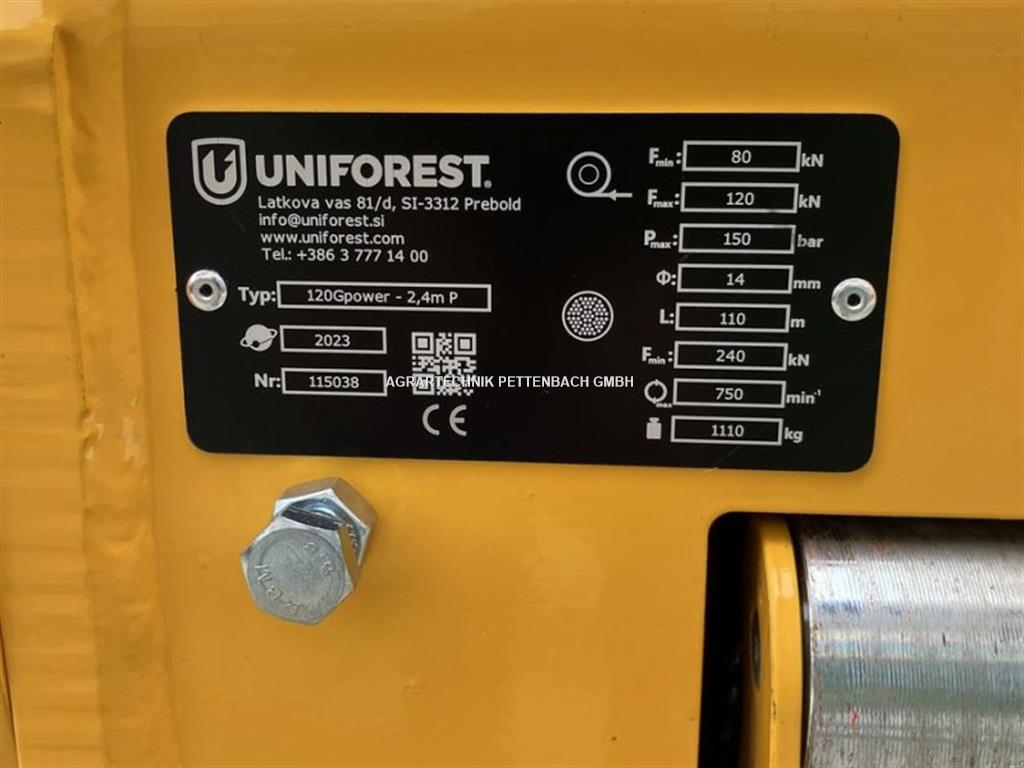 UNIFOREST®
Latkova vas 81/d, SI-3312 Prebold
info@uniforest.si
www.uniforest.com
Tel.: +386 3 777 14 00
Typ: 120Gpower - 2,4m P
2023
Nr: 115038
CE
Fmin: 80 kN
Fmax: 120 kN
Pmax: 150 bar
Φ: 14 mm
L: 110 m
Fmin: 240 kN
max 750 min⁻¹
1110 kg
AGRARTECHNIK PETTENBACH GMBH